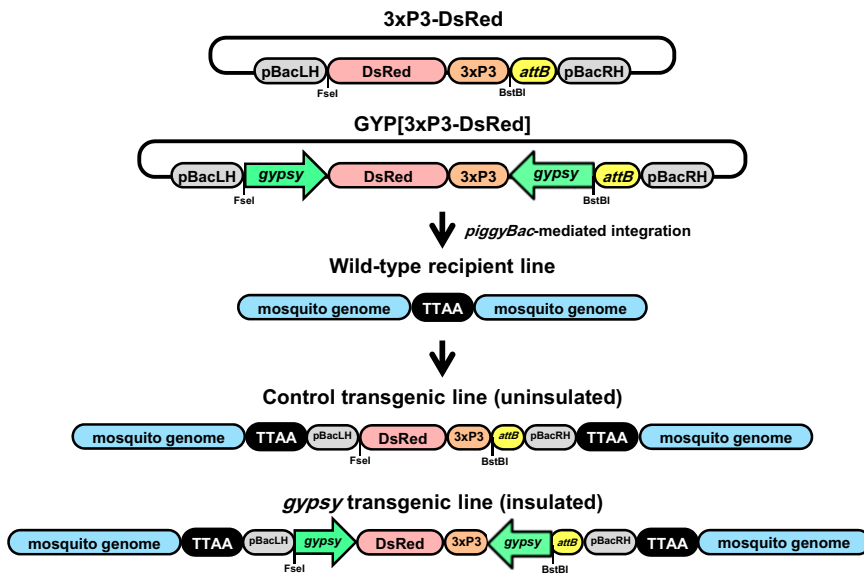 3xP3-DsRed
pBacLH DsRed 3xP3 attB pBacRH
FseI BstBI
GYP[3xP3-DsRed]
pBacLH gypsy DsRed 3xP3 gypsy attB pBacRH
FseI BstBI
piggyBac-mediated integration
Wild-type recipient line
mosquito genome TTAA mosquito genome
Control transgenic line (uninsulated)
mosquito genome TTAA pBacLH DsRed 3xP3 attB pBacRH TTAA mosquito genome
FseI BstBI
gypsy transgenic line (insulated)
mosquito genome TTAA pBacLH gypsy DsRed 3xP3 gypsy attB pBacRH TTAA mosquito genome
FseI BstBI